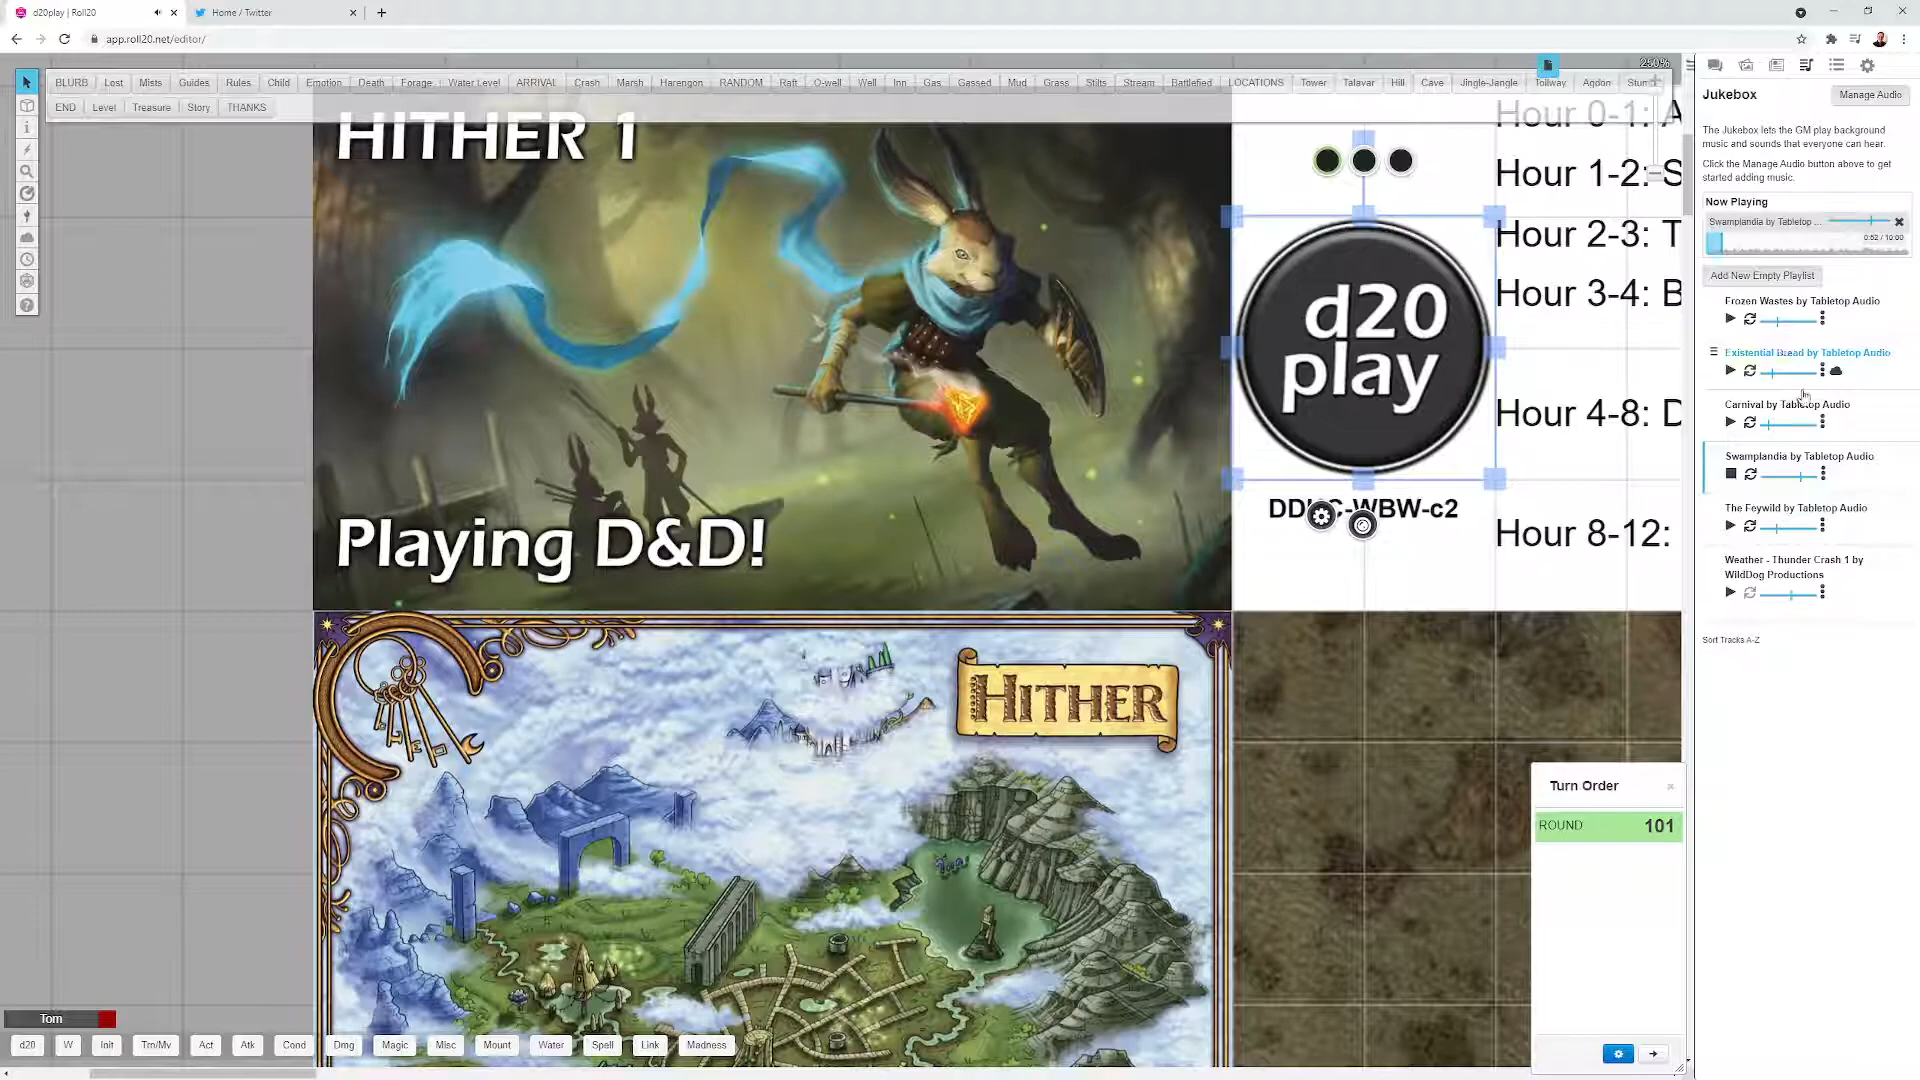 d20play | Roll20
Home / Twitter
app.roll20.net/editor/
BLURB Lost Mists Guides Rules Child Emotion Death Forage Water Level ARRIVAL Crash Marsh Harengon RANDOM Raft O-well Well Inn Gas Gassed Mud Grass Stilts Stream Battlefied LOCATIONS Tower Talavar Hill Cave Jingle-Jangle Tollway Agdon
250%
END Level Treasure Story THANKS
HITHER 1
Playing D&D!
Hour 0-1: A
Hour 1-2: S
Hour 2-3: T
Hour 3-4: B
Hour 4-8: D
Hour 8-12:
d20
play
C-WBW-c2
HITHER
Turn Order
ROUND 101
Jukebox
Manage Audio
The Jukebox lets the GM play background
music and sounds that everyone can hear.
Click the Manage Audio button above to get
started adding music.
Now Playing
Swamplandia by Tabletop ...
0:52 / 10:00
Add New Empty Playlist
Frozen Wastes by Tabletop Audio
Existential Dread by Tabletop Audio
Carnival by Tabletop Audio
Swamplandia by Tabletop Audio
The Feywild by Tabletop Audio
Weather - Thunder Crash 1 by
WildDog Productions
Sort Tracks A-Z
Tom
d20 W Init Trn/Mv Act Atk Cond Dmg Magic Misc Mount Water Spell Link Madness